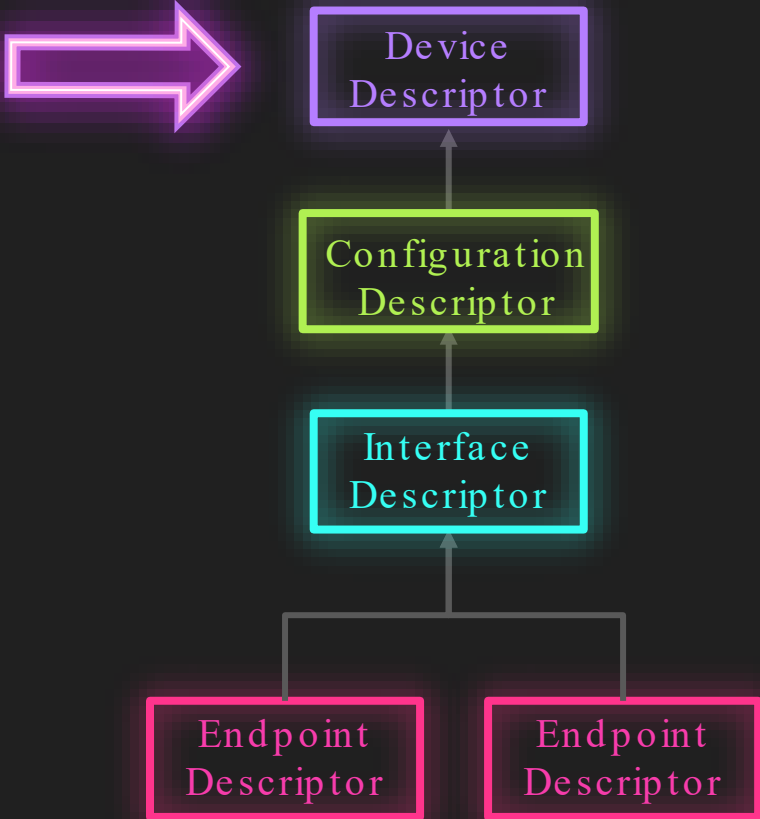 Device
Descriptor
Configuration
Descriptor
Interface
Descriptor
Endpoint
Descriptor
Endpoint
Descriptor